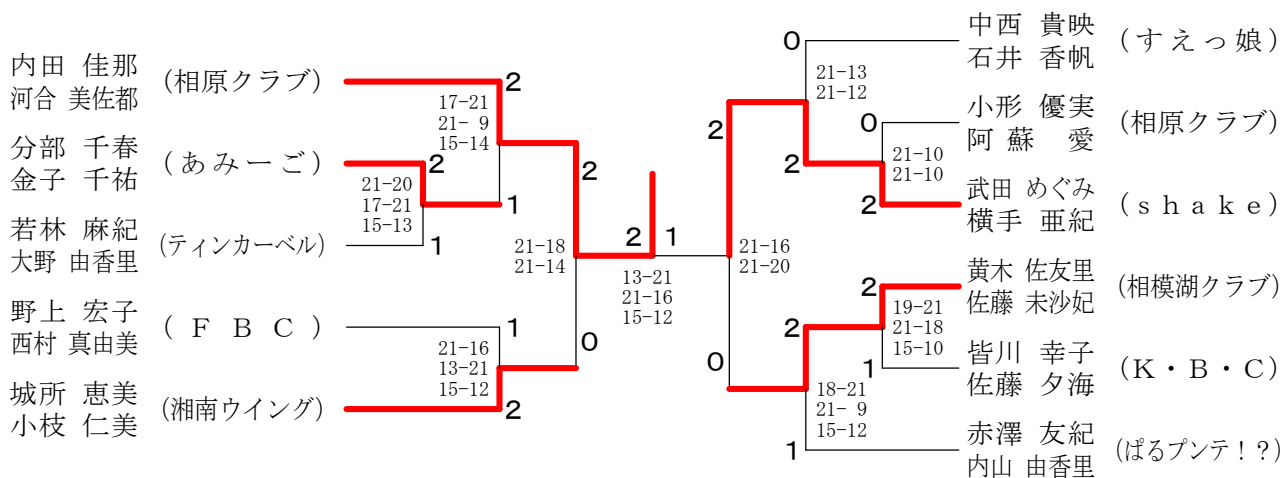 内田 佳那
河合 美佐都
(相原クラブ)
2
17-21
21- 9
15-14
分部 千春
金子 千祐
(あみーご)
2
21-20
17-21
15-13
1
若林 麻紀
大野 由香里
(ティンカーベル)
1
2
21-18
21-14
野上 宏子
西村 真由美
(ＦＢＣ)
1
21-16
13-21
15-12
0
城所 恵美
小枝 仁美
(湘南ウイング)
2
2
1
13-21
21-16
15-12
0
中西 貴映
石井 香帆
(すえっ娘)
21-13
21-12
2
0
小形 優実
阿蘇 愛
(相原クラブ)
2
21-10
21-10
2
武田 めぐみ
横手 亜紀
(ｓｈａｋｅ)
21-16
21-20
2
黄木 佐友里
佐藤 未沙妃
(相模湖クラブ)
2
19-21
21-18
15-10
0
1
皆川 幸子
佐藤 夕海
(Ｋ・Ｂ・Ｃ)
18-21
21- 9
15-12
1
赤澤 友紀
内山 由香里
(ぱるプンテ！？)